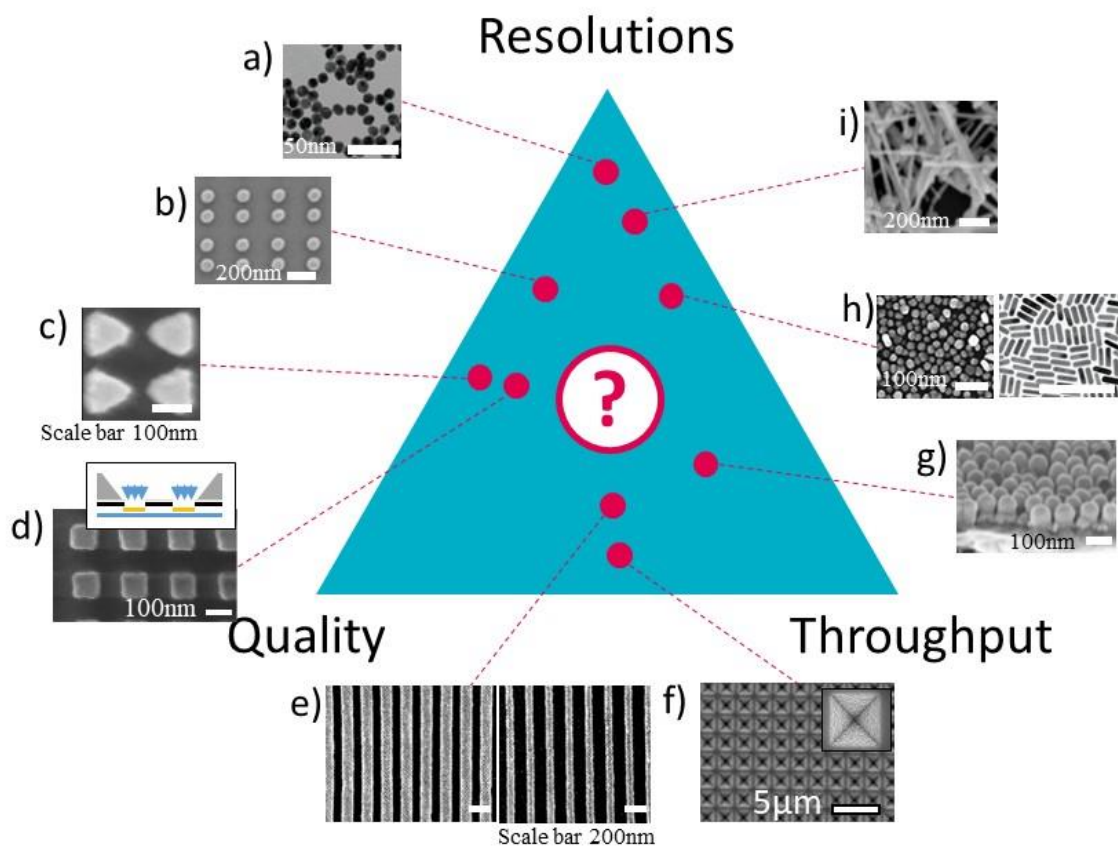 Resolutions
a)
50nm
i)
200nm
b)
200nm
h)
100nm
c)
Scale bar 100nm
?
g)
100nm
d)
100nm
Quality
Throughput
e)
Scale bar 200nm
f)
5µm